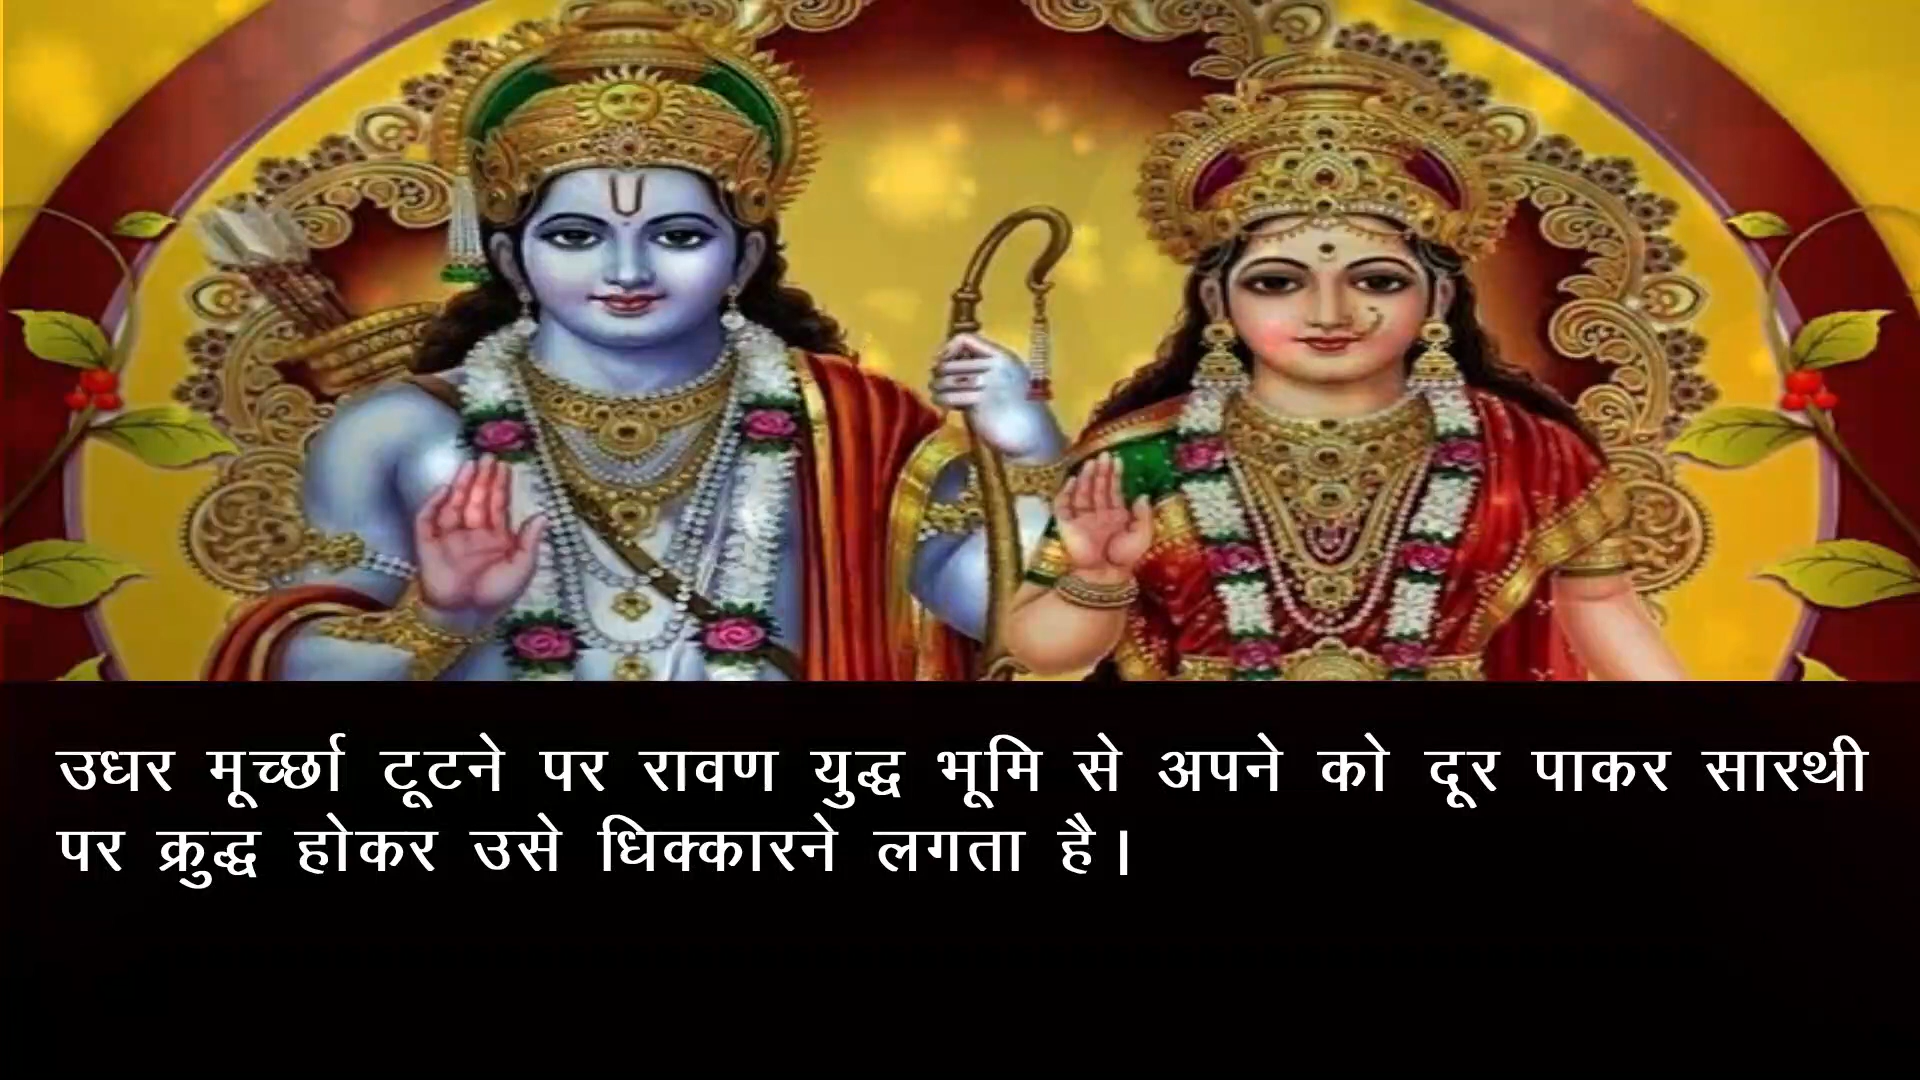 उधर मूर्च्छा टूटने पर रावण युद्ध भूमि से अपने को दूर पाकर सारथी
पर क्रुद्ध होकर उसे धिक्कारने लगता है।